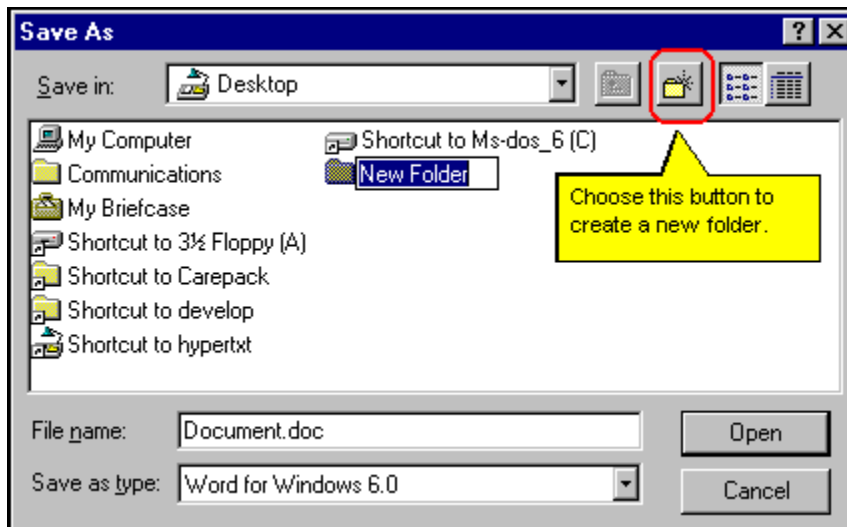 Save As
Save in: Desktop
My Computer
Communications
My Briefcase
Shortcut to 3½ Floppy (A)
Shortcut to Carepack
Shortcut to develop
Shortcut to hypertxt
Shortcut to Ms-dos_6 (C)
New Folder
Choose this button to
create a new folder.
File name: Document.doc
Open
Save as type: Word for Windows 6.0
Cancel